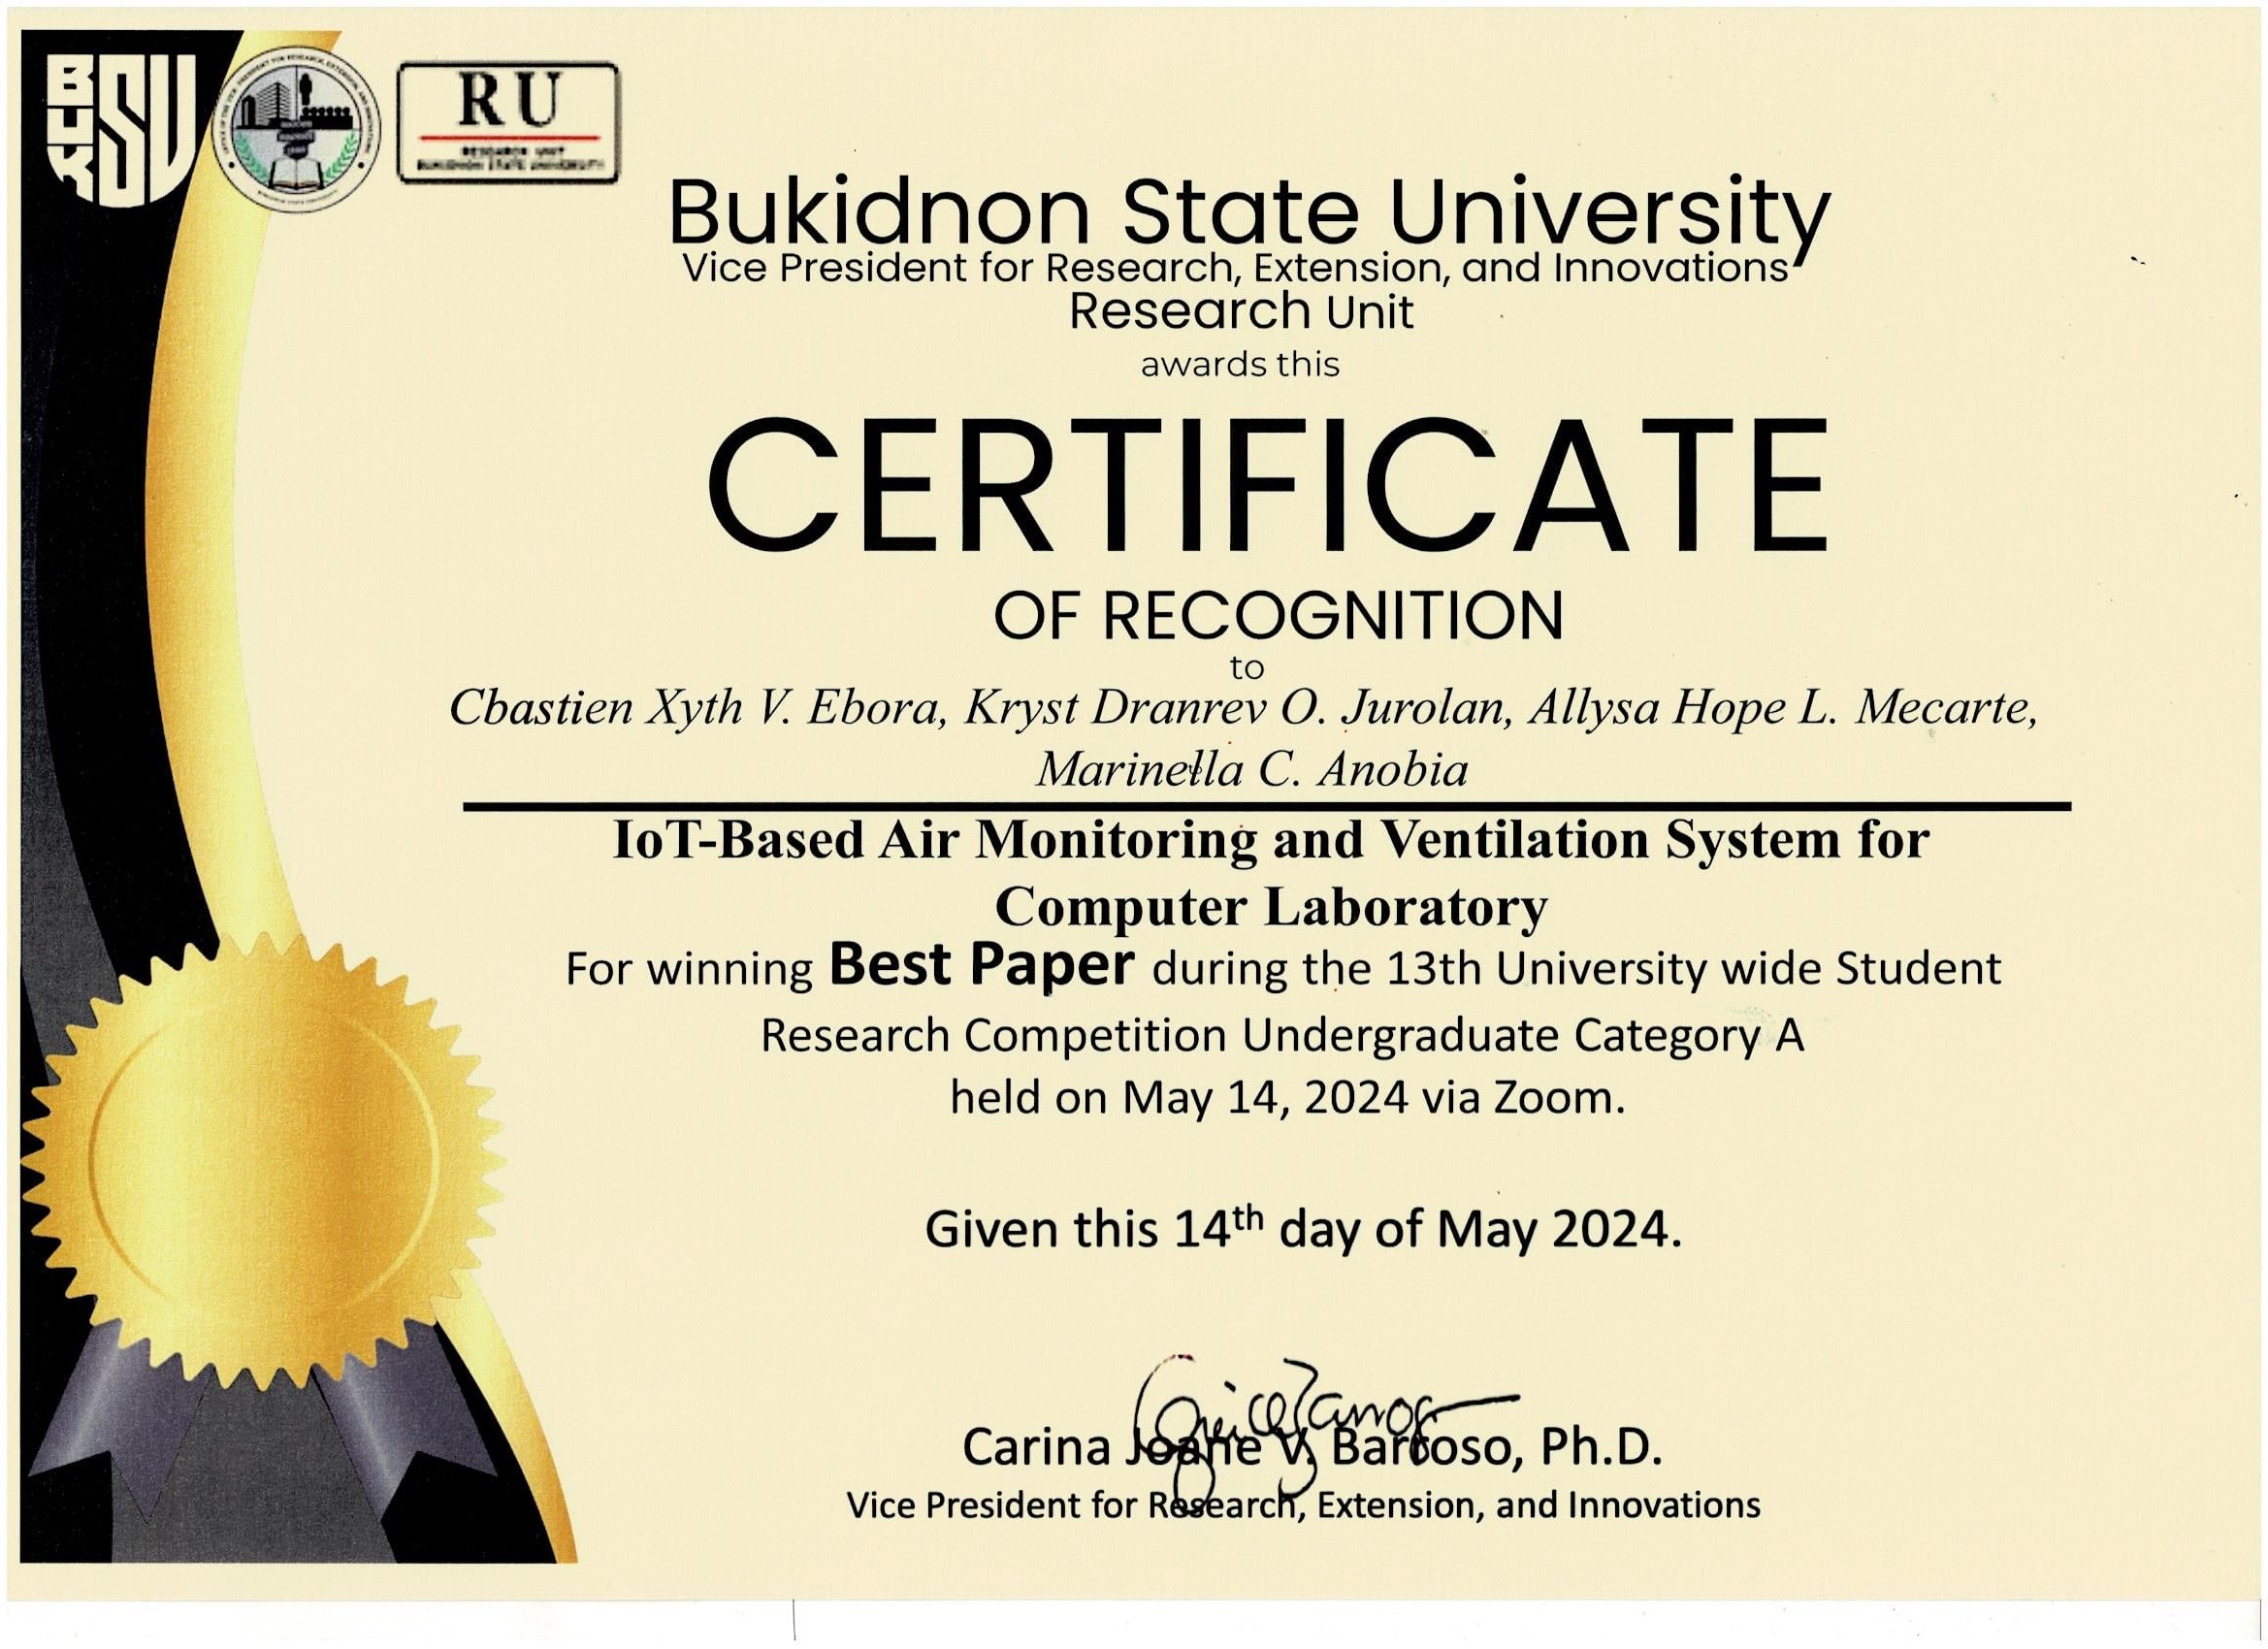 BUKSU
RU
RESEARCH UNIT
BUKIDNON STATE UNIVERSITY
Bukidnon State University
Vice President for Research, Extension, and Innovations
Research Unit
awards this
CERTIFICATE
OF RECOGNITION
to
Cbastien Xyth V. Ebora, Kryst Dranrev O. Jurolan, Allysa Hope L. Mecarte,
Marinella C. Anobia
IoT-Based Air Monitoring and Ventilation System for
Computer Laboratory
For winning Best Paper during the 13th University wide Student
Research Competition Undergraduate Category A
held on May 14, 2024 via Zoom.
Given this 14th day of May 2024.
Carina Joane V. Barroso, Ph.D.
Vice President for Research, Extension, and Innovations